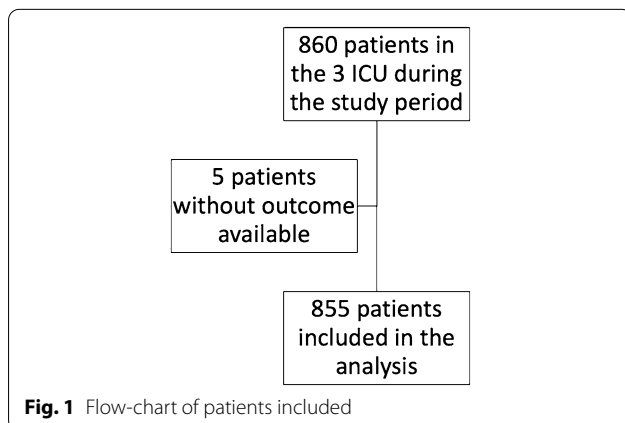 860 patients in
the 3 ICU during
the study period
5 patients
without outcome
available
855 patients
included in the
analysis
Fig. 1 Flow-chart of patients included